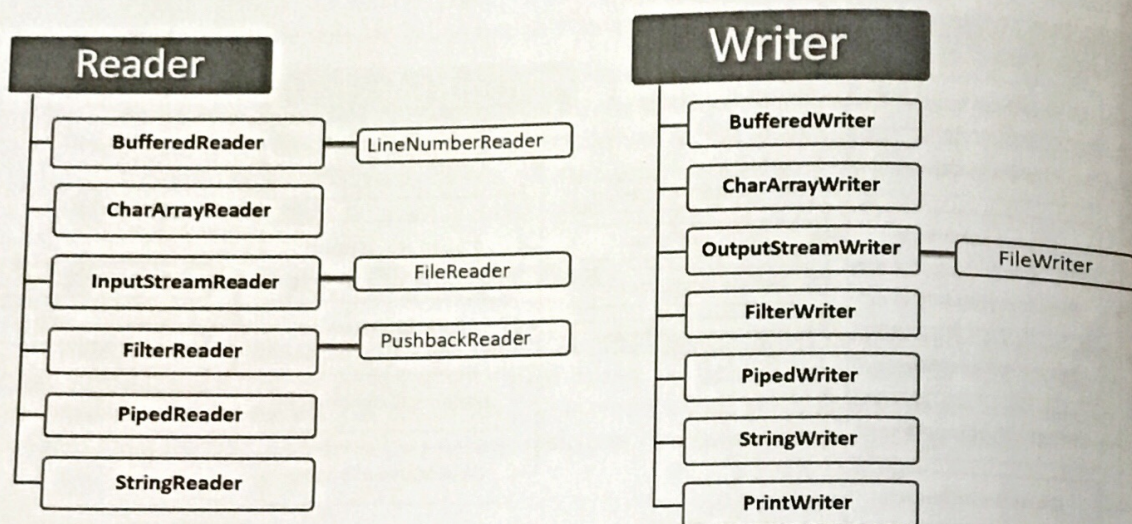 Reader
BufferedReader
LineNumberReader
CharArrayReader
InputStreamReader
FileReader
FilterReader
PushbackReader
PipedReader
StringReader
Writer
BufferedWriter
CharArrayWriter
OutputStreamWriter
FileWriter
FilterWriter
PipedWriter
StringWriter
PrintWriter